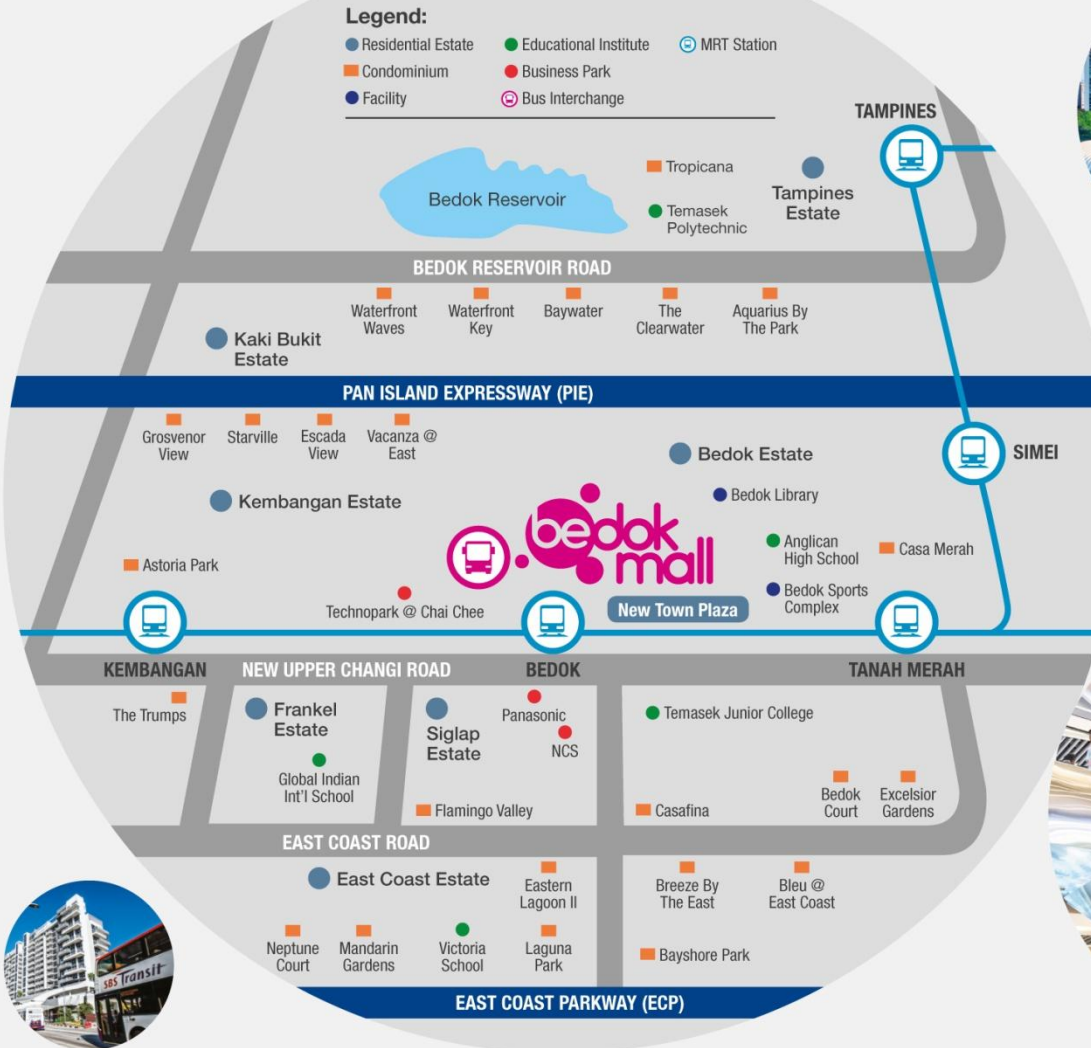 Legend:
Residential Estate
Educational Institute
MRT Station
Condominium
Business Park
Facility
Bus Interchange
TAMPINES
Tropicana
Bedok Reservoir
Tampines
Estate
Temasek
Polytechnic
BEDOK RESERVOIR ROAD
Waterfront
Waves
Waterfront
Key
Baywater
The
Clearwater
Aquarius By
The Park
Kaki Bukit
Estate
PAN ISLAND EXPRESSWAY (PIE)
Grosvenor
View
Starville
Escada
View
Vacanza @
East
Bedok Estate
SIMEI
Kembangan Estate
Bedok Library
bedok
mall
Anglican
High School
Casa Merah
Astoria Park
Technopark @ Chai Chee
New Town Plaza
Bedok Sports
Complex
KEMBANGAN
NEW UPPER CHANGI ROAD
BEDOK
TANAH MERAH
The Trumps
Frankel
Estate
Siglap
Estate
Panasonic
NCS
Temasek Junior College
Global Indian
Int'l School
Flamingo Valley
Casafina
Bedok
Court
Excelsior
Gardens
EAST COAST ROAD
East Coast Estate
Eastern
Lagoon II
Breeze By
The East
Bleu @
East Coast
Neptune
Court
Mandarin
Gardens
Victoria
School
Laguna
Park
Bayshore Park
SBS Transit
EAST COAST PARKWAY (ECP)